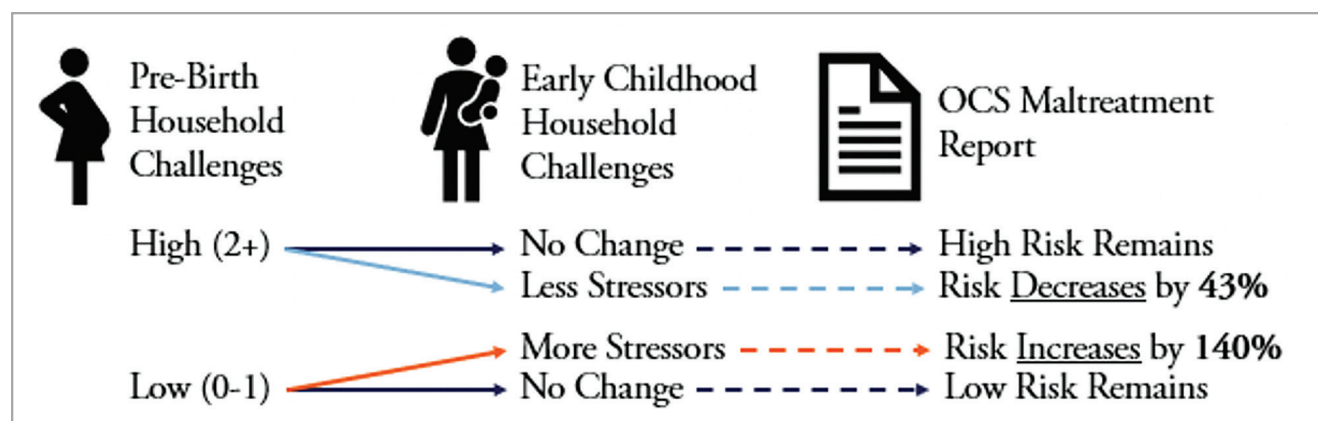 Pre-Birth
Household
Challenges
Early Childhood
Household
Challenges
OCS Maltreatment
Report
High (2+)
No Change
High Risk Remains
Less Stressors
Risk Decreases by 43%
More Stressors
Risk Increases by 140%
Low (0-1)
No Change
Low Risk Remains